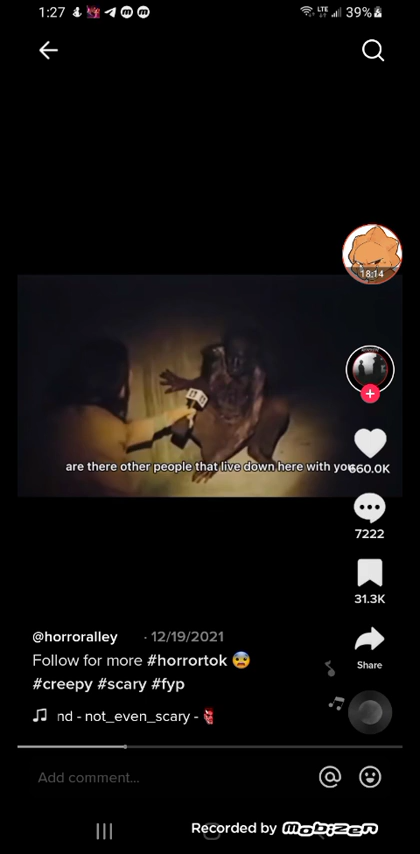 1:27
LTE
39%
18:14
are there other people that live down here with you
660.0K
7222
31.3K
@horroralley · 12/19/2021
Follow for more #horrortok 😨
Share
#creepy #scary #fyp
nd - not_even_scary - 👹
Add comment...
Recorded by Mobizen